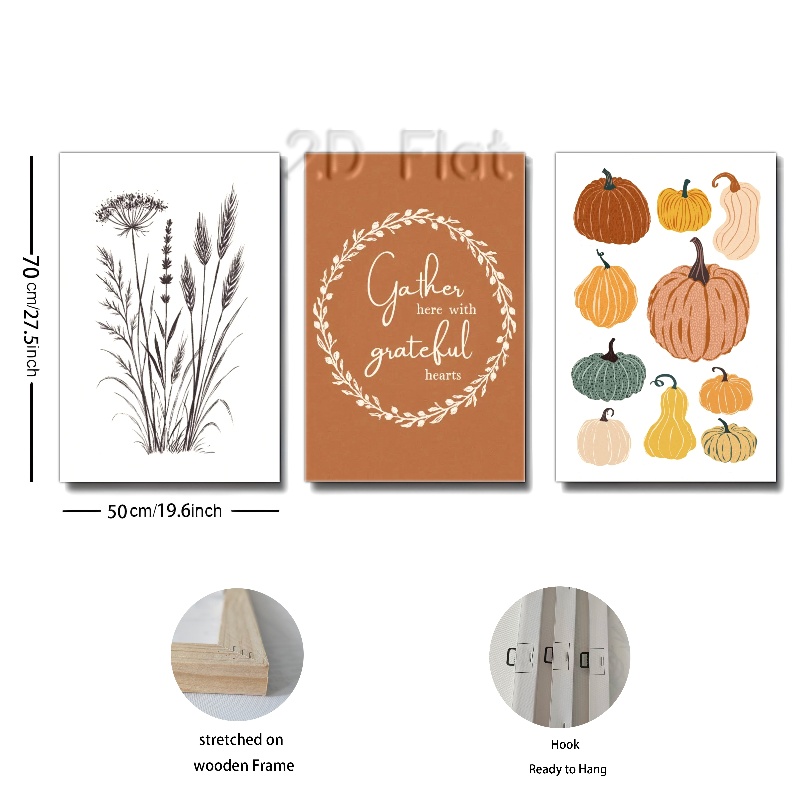 2D Flat
70 cm/27.5inch
Gather
here with
grateful
hearts
50cm/19.6inch
stretched on
wooden Frame
Hook
Ready to Hang